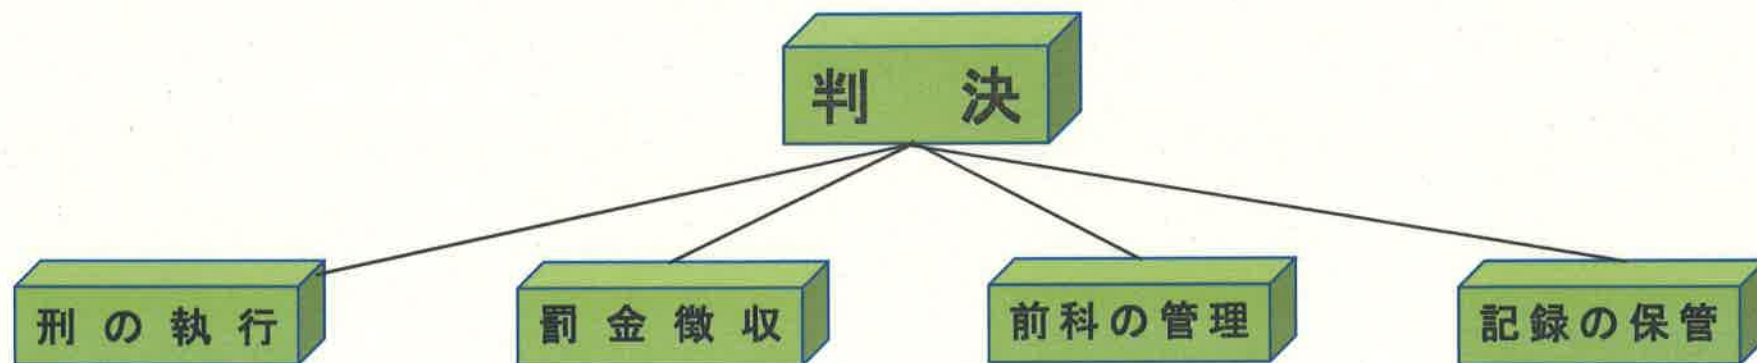 判決
刑の執行
罰金徴収
前科の管理
記録の保管